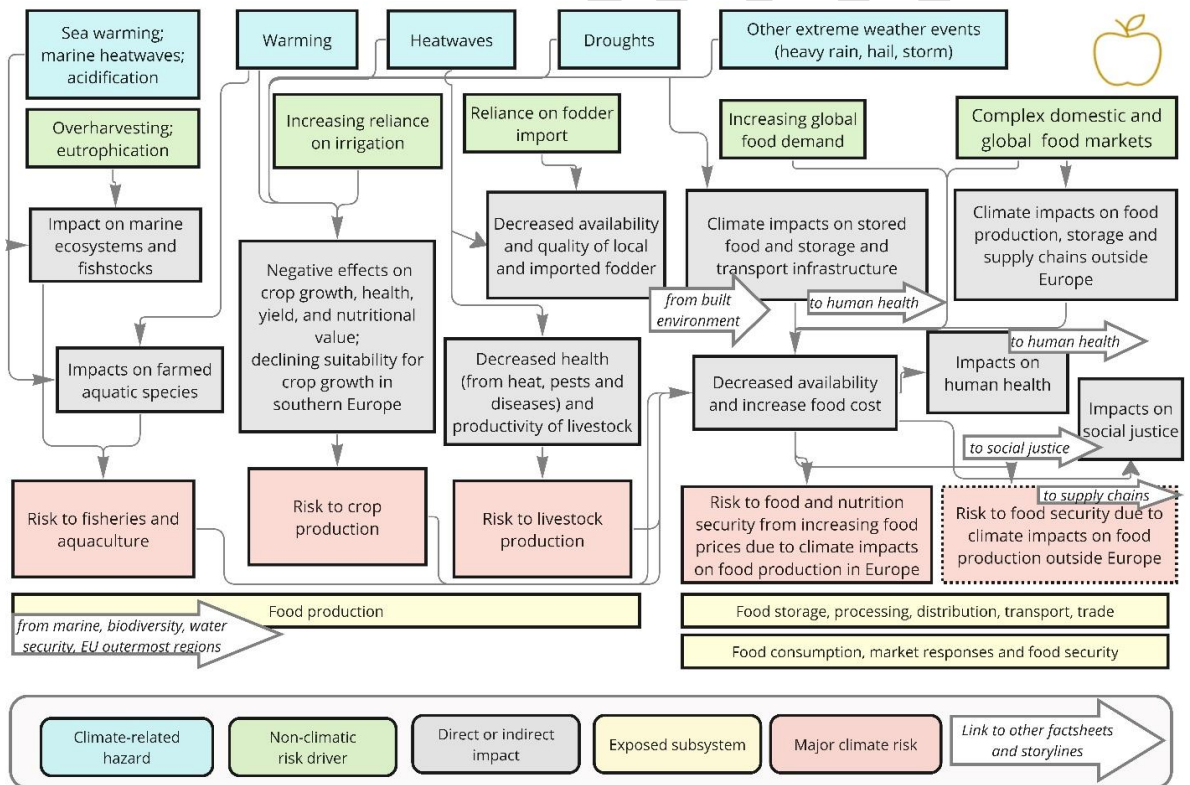 Sea warming;
marine heatwaves;
acidification
Warming
Heatwaves
Droughts
Other extreme weather events
(heavy rain, hail, storm)
Overharvesting;
eutrophication
Increasing reliance
on irrigation
Reliance on fodder
import
Increasing global
food demand
Complex domestic and
global food markets
Impact on marine
ecosystems and
fishstocks
Negative effects on
crop growth, health,
yield, and nutritional
value;
declining suitability for
crop growth in
southern Europe
Decreased availability
and quality of local
and imported fodder
Climate impacts on stored
food and storage and
transport infrastructure
Climate impacts on food
production, storage and
supply chains outside
Europe
from built
environment
to human health
to human health
Impacts on farmed
aquatic species
Decreased health
(from heat, pests and
diseases) and
productivity of livestock
Decreased availability
and increase food cost
Impacts on
human health
Impacts on
social justice
to social justice
to supply chains
Risk to fisheries and
aquaculture
Risk to crop
production
Risk to livestock
production
Risk to food and nutrition
security from increasing food
prices due to climate impacts
on food production in Europe
Risk to food security due to
climate impacts on food
production outside Europe
Food production
from marine, biodiversity, water
security, EU outermost regions
Food storage, processing, distribution, transport, trade
Food consumption, market responses and food security
Climate-related
hazard
Non-climatic
risk driver
Direct or indirect
impact
Exposed subsystem
Major climate risk
Link to other factsheets
and storylines